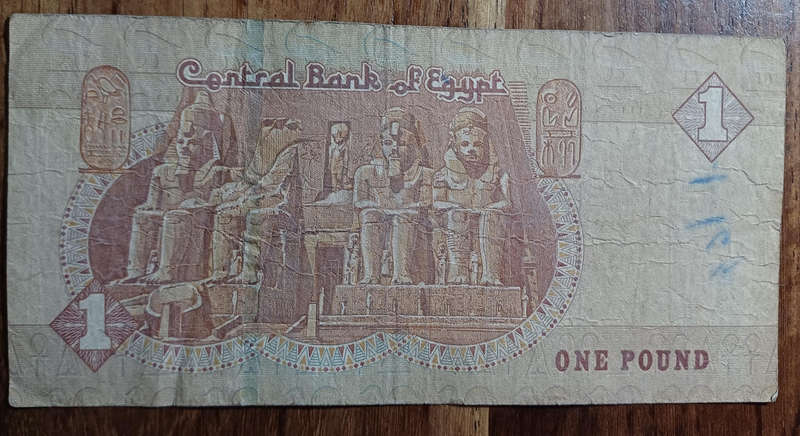 Central Bank of Egypt
1
1
ONE POUND